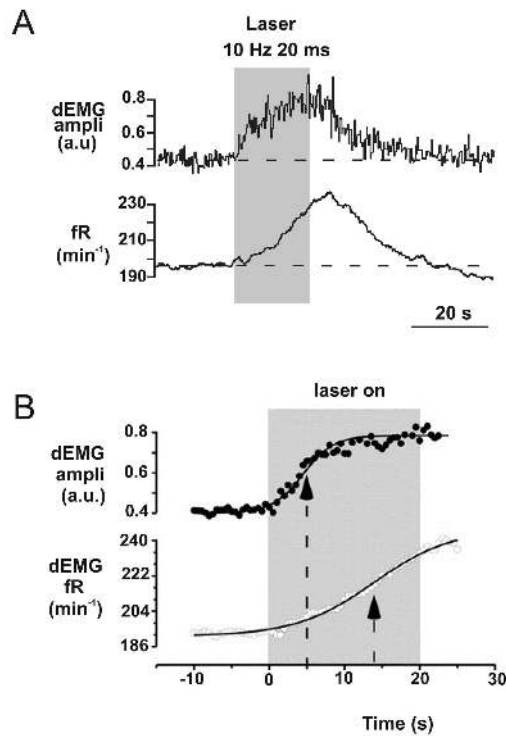 A
Laser
10 Hz 20 ms
dEMG
ampli
(a.u)
0.8
0.6
0.4
fR
(min-1)
230
210
190
20 s
B
laser on
dEMG
ampli
(a.u.)
0.8
0.6
0.4
dEMG
fR
(min-1)
240
222
204
186
-10 0 10 20 30
Time (s)